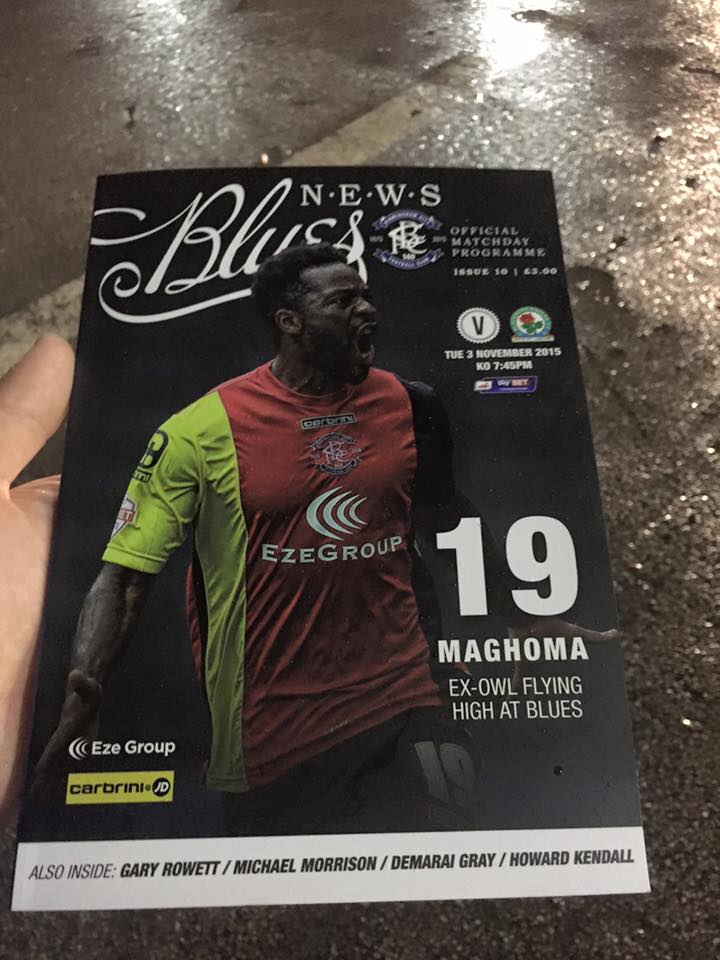 N·E·W·S
Blues
OFFICIAL
MATCHDAY
PROGRAMME
ISSUE 10 | £3.00
V
TUE 3 NOVEMBER 2015
KO 7:45PM
sky BET
carbrini
EZEGROUP
19
MAGHOMA
EX-OWL FLYING
HIGH AT BLUES
19
Eze Group
carbrini JD
ALSO INSIDE: GARY ROWETT / MICHAEL MORRISON / DEMARAI GRAY / HOWARD KENDALL